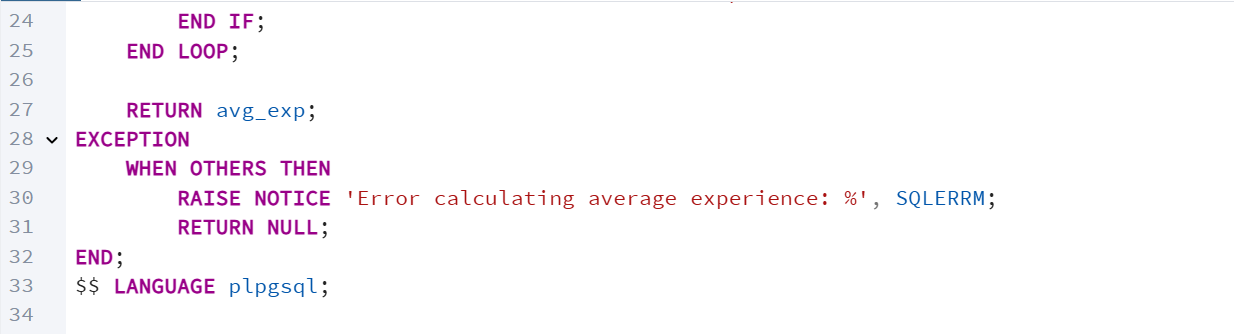 24 END IF;
25 END LOOP;
26
27 RETURN avg_exp;
28 EXCEPTION
29 WHEN OTHERS THEN
30 RAISE NOTICE 'Error calculating average experience: %', SQLERRM;
31 RETURN NULL;
32 END;
33 $$ LANGUAGE plpgsql;
34